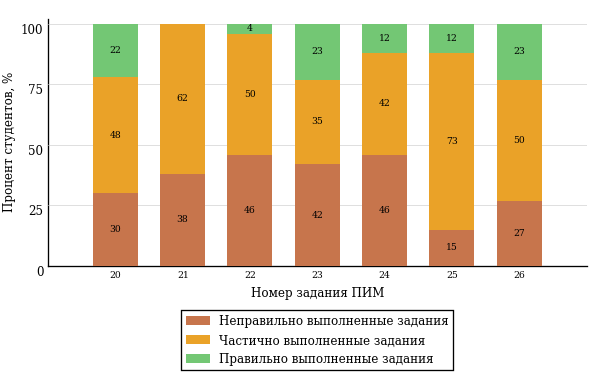 Процент студентов, %
100
75
50
25
0
22 4 23 12 12 23
48 62 50 35 42 73 50
30 38 46 42 46 15 27
20 21 22 23 24 25 26
Номер задания ПИМ
Неправильно выполненные задания
Частично выполненные задания
Правильно выполненные задания